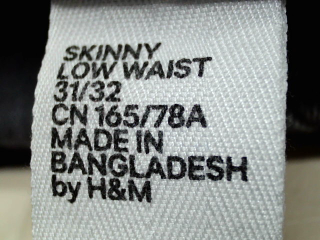 SKINNY
LOW WAIST
31/32
CN 165/78A
MADE IN
BANGLADESH
by H&M